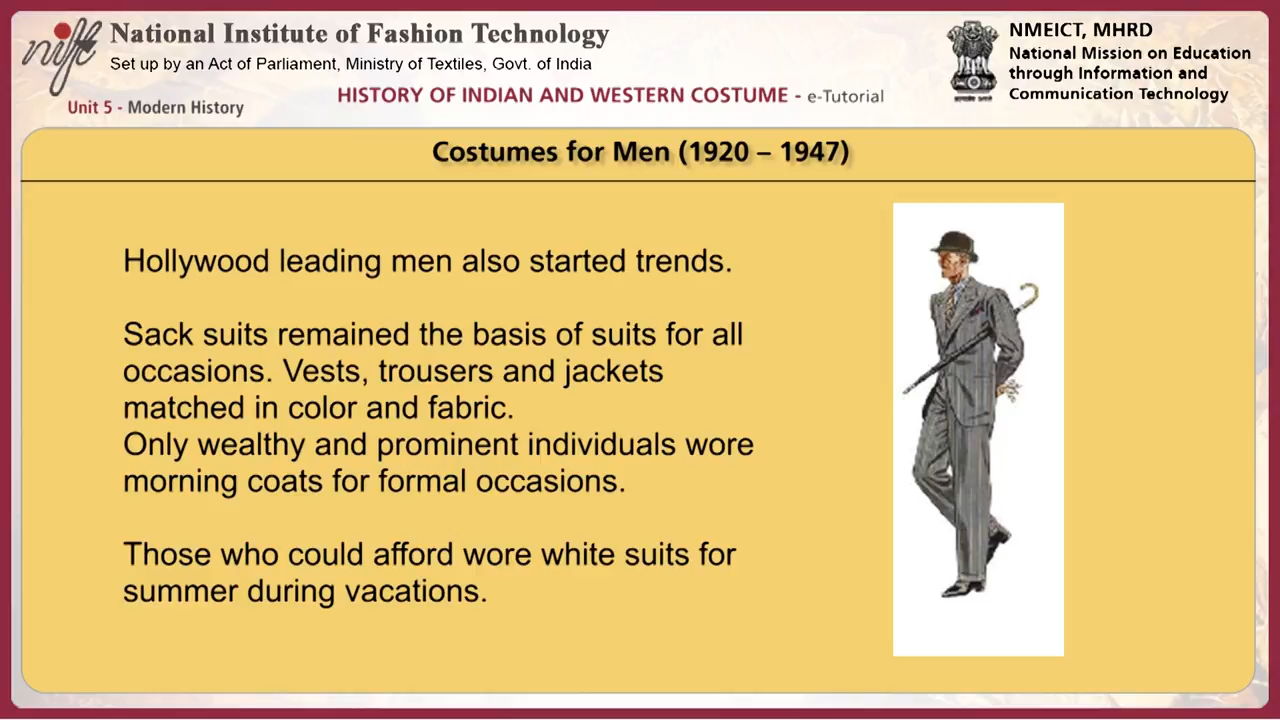 nift
National Institute of Fashion Technology
Set up by an Act of Parliament, Ministry of Textiles, Govt. of India
Unit 5 - Modern History
HISTORY OF INDIAN AND WESTERN COSTUME - e-Tutorial
NMEICT, MHRD
National Mission on Education
through Information and
Communication Technology
Costumes for Men (1920 – 1947)
Hollywood leading men also started trends.
Sack suits remained the basis of suits for all
occasions. Vests, trousers and jackets
matched in color and fabric.
Only wealthy and prominent individuals wore
morning coats for formal occasions.
Those who could afford wore white suits for
summer during vacations.